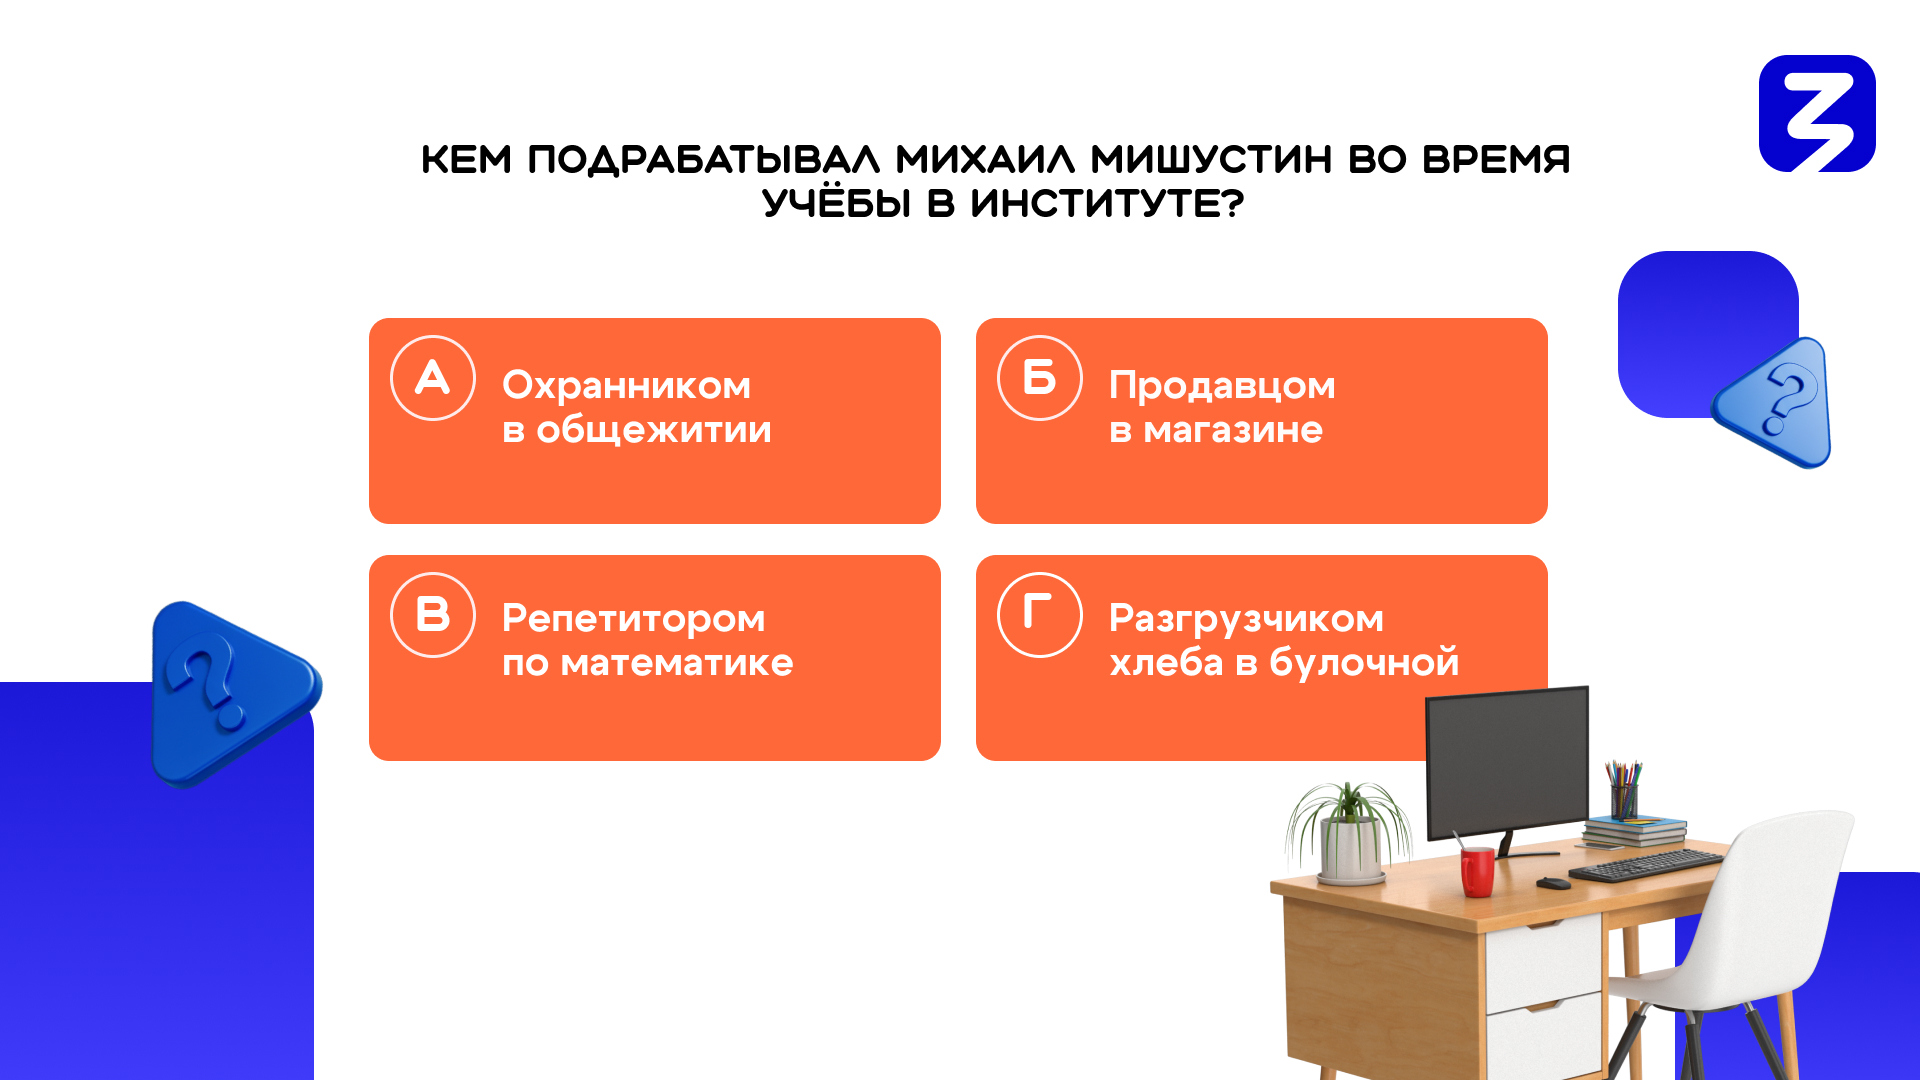 КЕМ ПОДРАБАТЫВАЛ МИХАИЛ МИШУСТИН ВО ВРЕМЯ
УЧЁБЫ В ИНСТИТУТЕ?
А
Охранником
в общежитии
Б
Продавцом
в магазине
В
Репетитором
по математике
Г
Разгрузчиком
хлеба в булочной
?
?